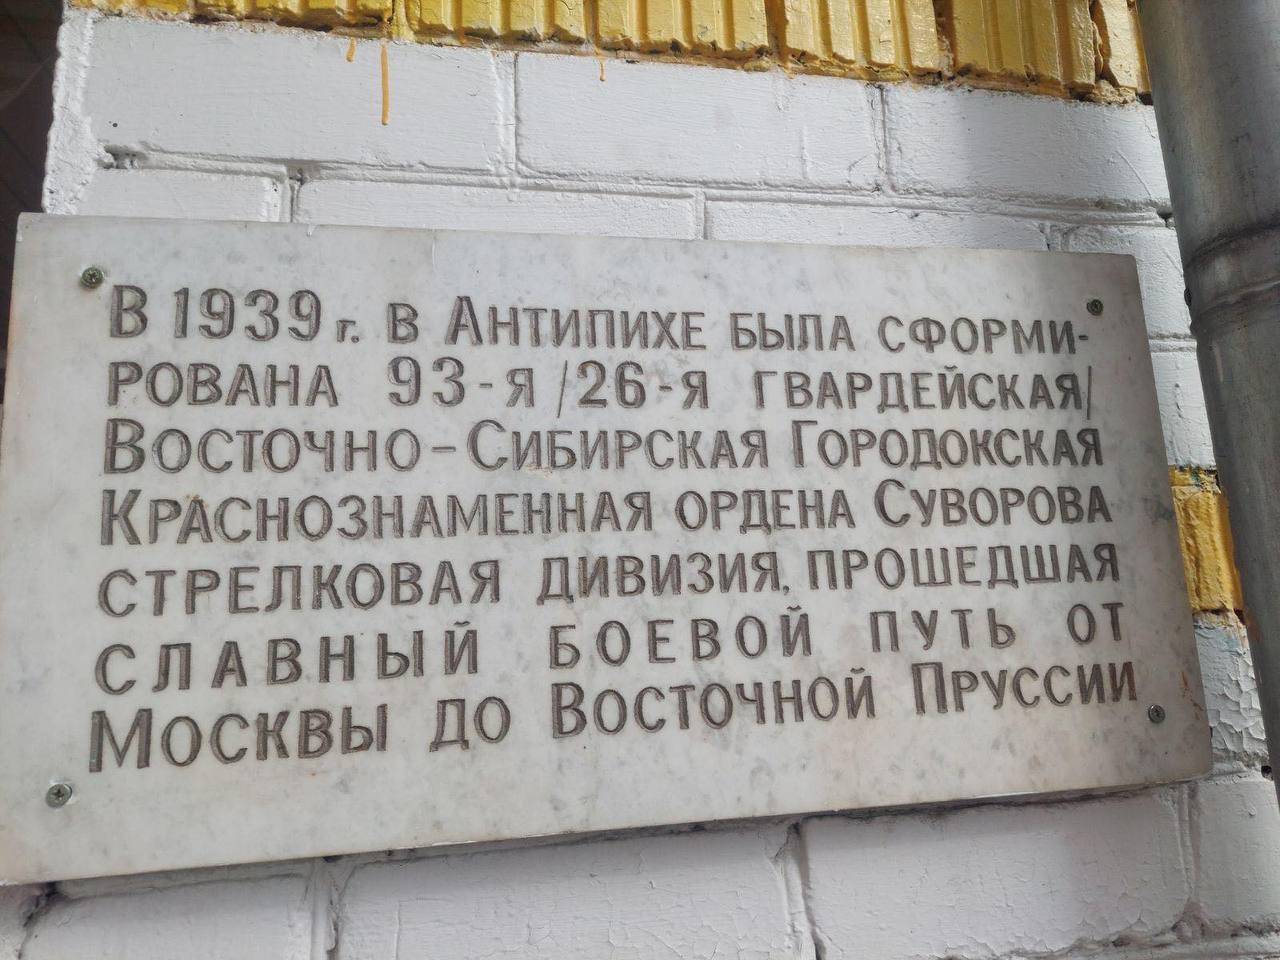 В 1939 г. в Антипихе была сформи-
рована 93-я /26-я гвардейская/
Восточно-Сибирская Городокская
Краснознаменная ордена Суворова
стрелковая дивизия, прошедшая
славный боевой путь от
Москвы до Восточной Пруссии